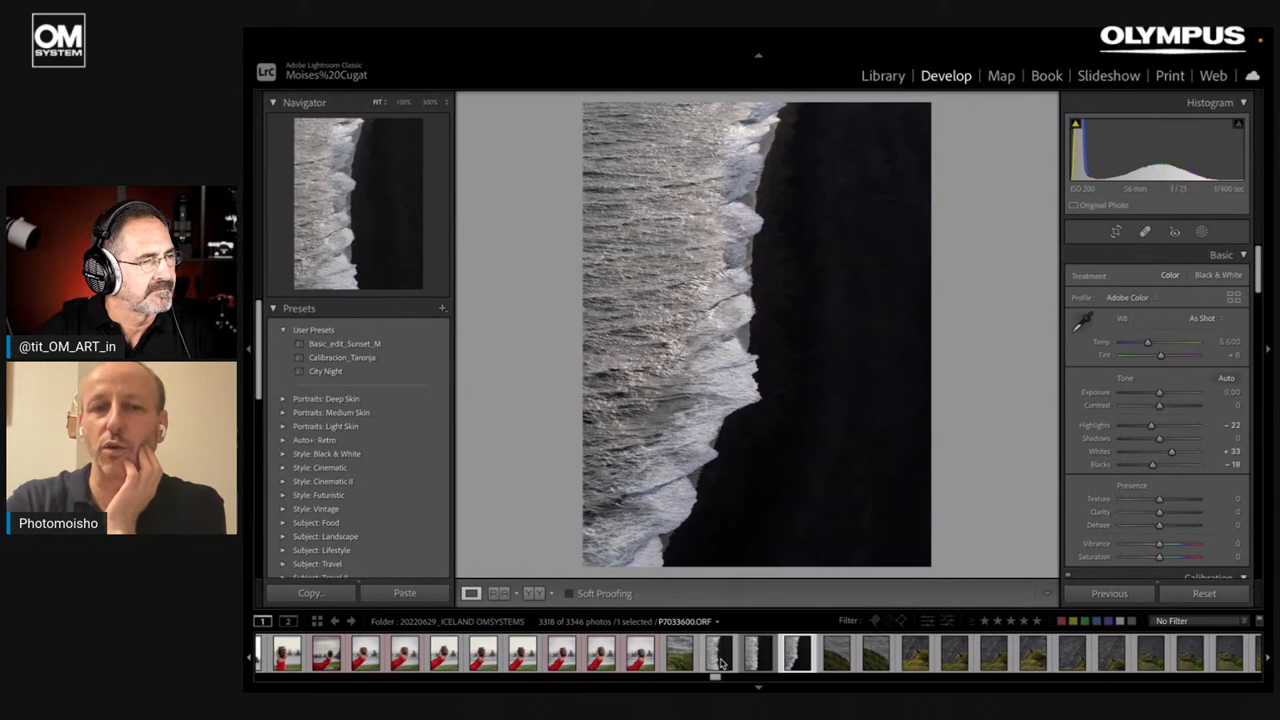 OM
SYSTEM
OLYMPUS
LrC
Adobe Lightroom Classic
Moises%20Cugat
Library
Develop
Map
Book
Slideshow
Print
Web
Navigator
FIT
100%
300%
Histogram
ISO 200
56 mm
1/400 sec
Original Photo
Basic
Treatment:
Color
Black & White
Profile:
Adobe Color
WB:
As Shot
Temp
5.500
Tint
+ 8
Tone
Auto
Exposure
0,00
Contrast
0
Highlights
- 22
Shadows
0
Whites
+ 33
Blacks
- 18
Presence
Texture
0
Clarity
0
Dehaze
0
Vibrance
0
Saturation
0
Calibration
Previous
Reset
Presets
User Presets
Basic_edit_Sunset_M
Calibracion_Taronja
City Night
Portraits: Deep Skin
Portraits: Medium Skin
Portraits: Light Skin
Auto+: Retro
Style: Black & White
Style: Cinematic
Style: Cinematic II
Style: Futuristic
Style: Vintage
Subject: Food
Subject: Landscape
Subject: Lifestyle
Subject: Travel
Copy...
Paste
Soft Proofing
@tit_OM_ART_in
Photomoisho
1
2
Folder: 20220629_ICELAND OMSYSTEMS
3318 of 3346 photos / 1 selected / P7033600.ORF
Filter:
No Filter